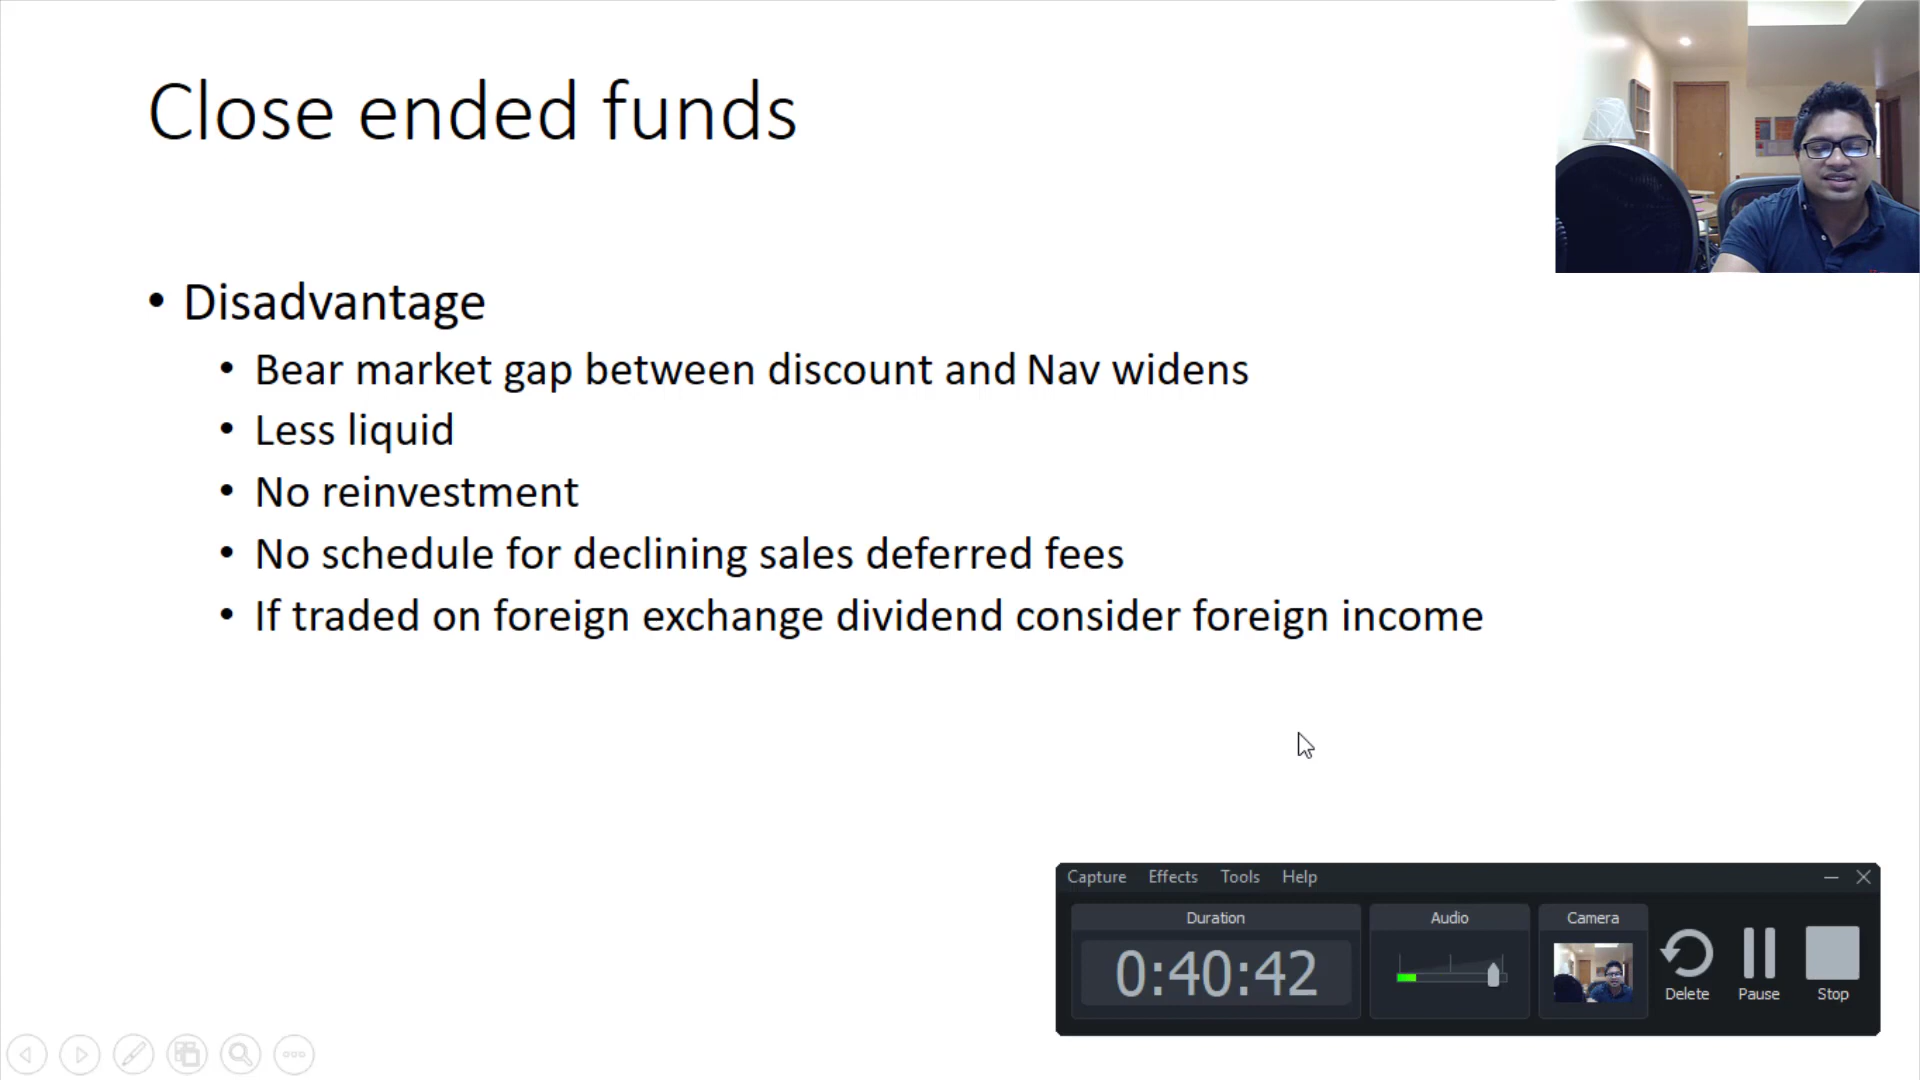 Close ended funds
• Disadvantage
• Bear market gap between discount and Nav widens
• Less liquid
• No reinvestment
• No schedule for declining sales deferred fees
• If traded on foreign exchange dividend consider foreign income
Capture Effects Tools Help
Duration Audio Camera
0:40:42
Delete Pause Stop